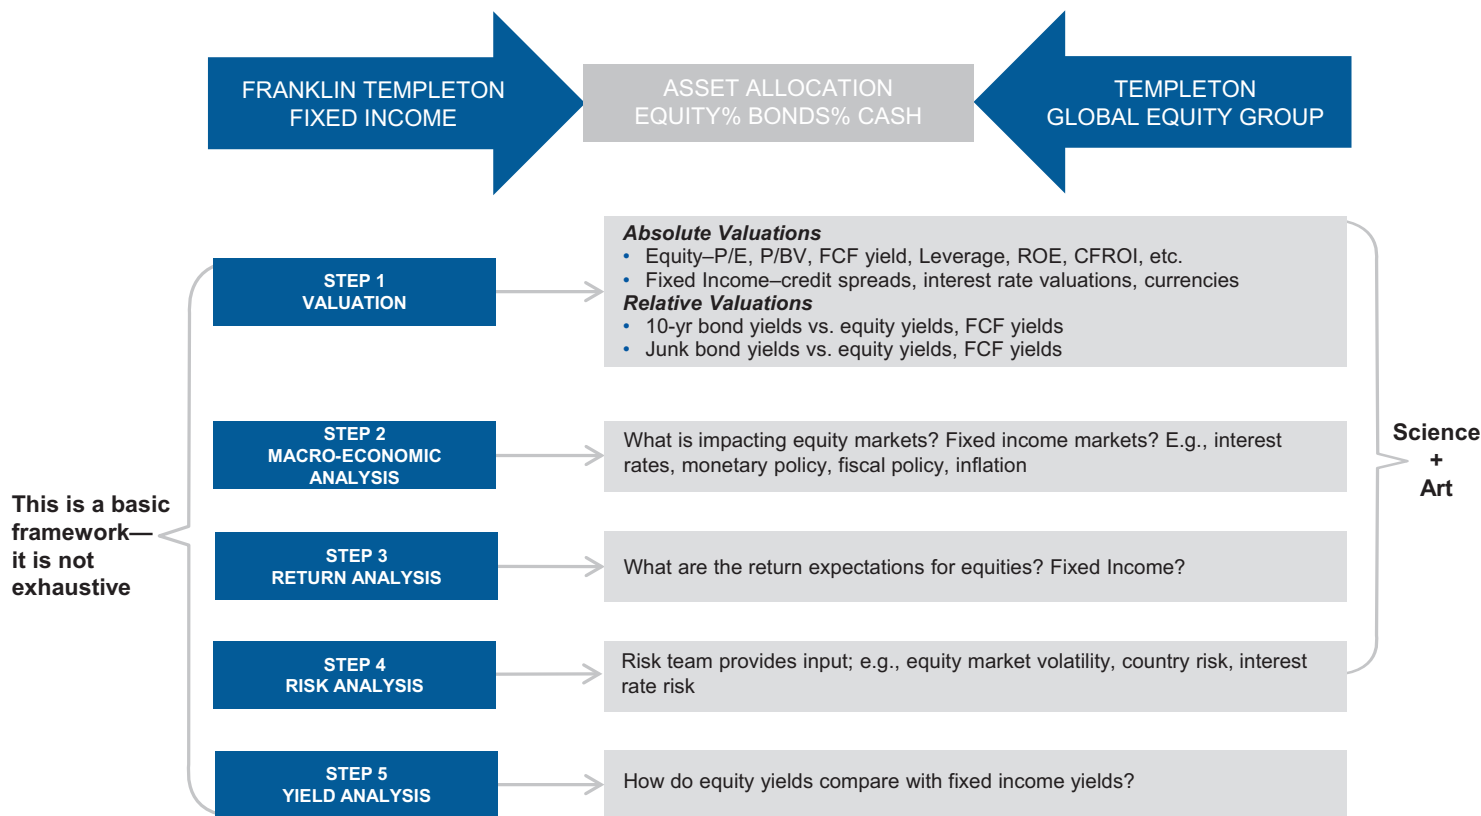 FRANKLIN TEMPLETON
FIXED INCOME
ASSET ALLOCATION
EQUITY% BONDS% CASH
TEMPLETON
GLOBAL EQUITY GROUP
STEP 1
VALUATION
Absolute Valuations
• Equity–P/E, P/BV, FCF yield, Leverage, ROE, CFROI, etc.
• Fixed Income–credit spreads, interest rate valuations, currencies
Relative Valuations
• 10-yr bond yields vs. equity yields, FCF yields
• Junk bond yields vs. equity yields, FCF yields
STEP 2
MACRO-ECONOMIC
ANALYSIS
What is impacting equity markets? Fixed income markets? E.g., interest
rates, monetary policy, fiscal policy, inflation
Science
+
Art
This is a basic
framework—
it is not
exhaustive
STEP 3
RETURN ANALYSIS
What are the return expectations for equities? Fixed Income?
STEP 4
RISK ANALYSIS
Risk team provides input; e.g., equity market volatility, country risk, interest
rate risk
STEP 5
YIELD ANALYSIS
How do equity yields compare with fixed income yields?